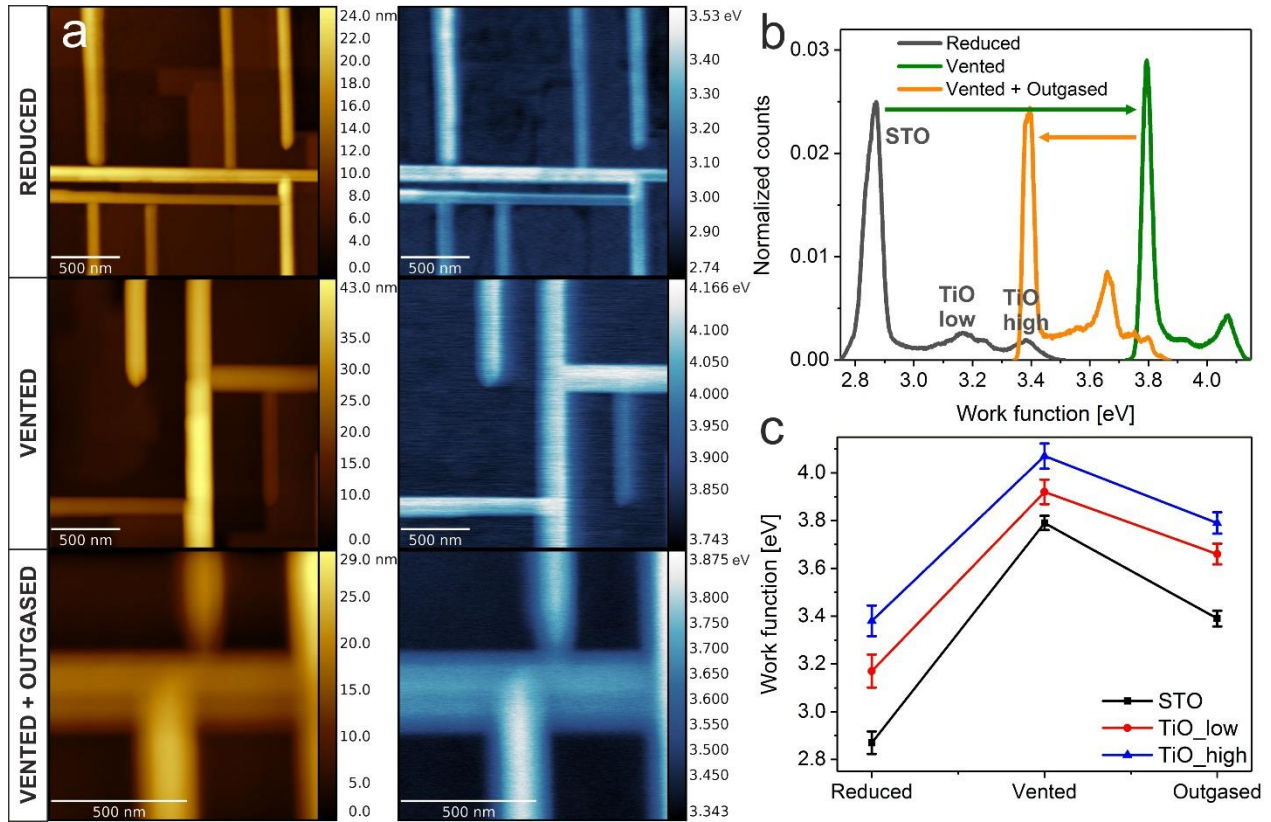 a
REDUCED
24.0 nm
20.0
18.0
16.0
14.0
12.0
10.0
8.0
6.0
4.0
0.0
500 nm
3.53 eV
3.40
3.30
3.20
3.10
3.00
2.90
2.74
500 nm
VENTED
43.0 nm
35.0
30.0
25.0
20.0
15.0
10.0
0.0
500 nm
4.166 eV
4.100
4.050
4.000
3.950
3.900
3.850
3.743
500 nm
VENTED + OUTGASED
29.0 nm
25.0
20.0
15.0
10.0
5.0
0.0
500 nm
3.875 eV
3.800
3.750
3.700
3.650
3.600
3.550
3.500
3.450
3.343
500 nm
b
Reduced
Vented
Vented + Outgased
STO
TiO
low
TiO
high
Normalized counts
0.03
0.02
0.01
0.00
2.8 3.0 3.2 3.4 3.6 3.8 4.0
Work function [eV]
c
Work function [eV]
4.0
3.8
3.6
3.4
3.2
3.0
2.8
STO
TiO_low
TiO_high
Reduced Vented Outgased